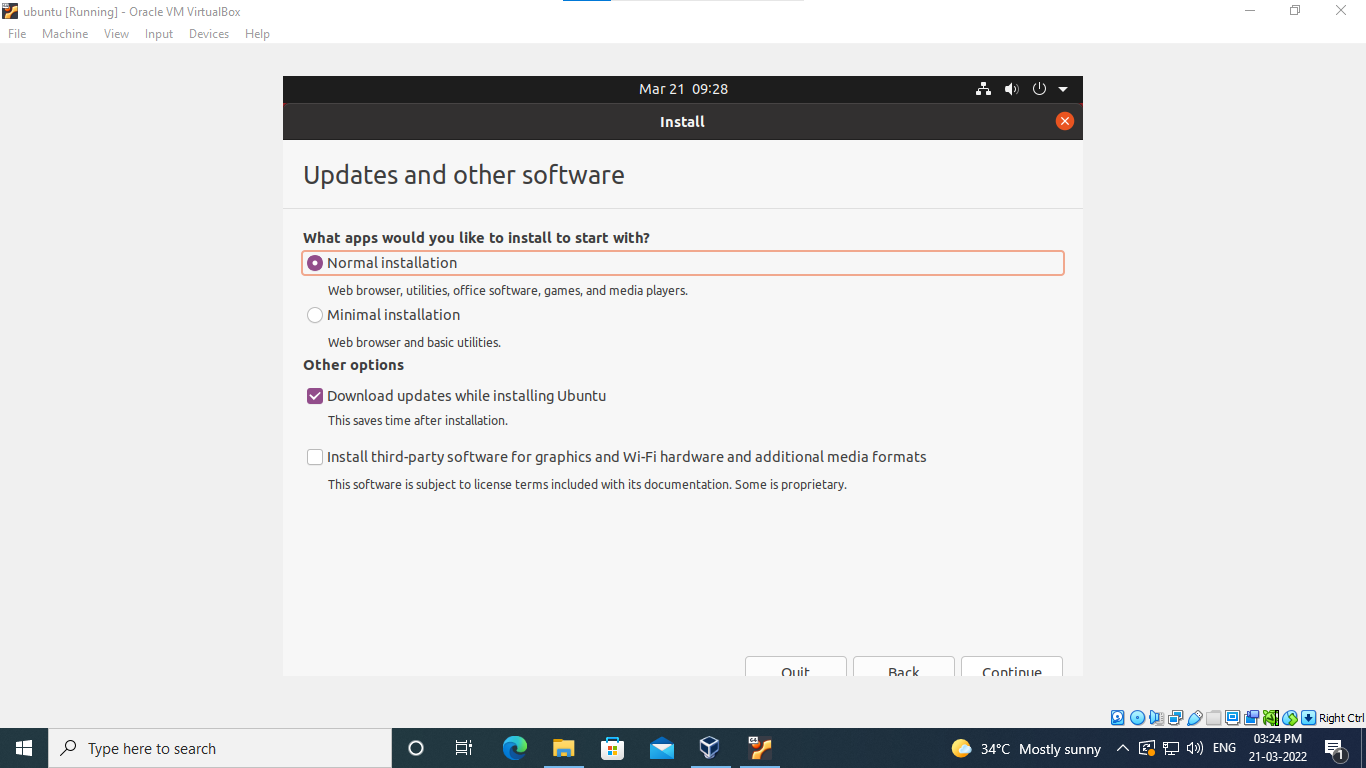 ubuntu [Running] - Oracle VM VirtualBox
File Machine View Input Devices Help
Mar 21 09:28
Install
Updates and other software
What apps would you like to install to start with?
Normal installation
Web browser, utilities, office software, games, and media players.
Minimal installation
Web browser and basic utilities.
Other options
Download updates while installing Ubuntu
This saves time after installation.
Install third-party software for graphics and Wi-Fi hardware and additional media formats
This software is subject to license terms included with its documentation. Some is proprietary.
Quit Back Continue
Right Ctrl
Type here to search
34°C Mostly sunny
ENG
03:24 PM
21-03-2022
1